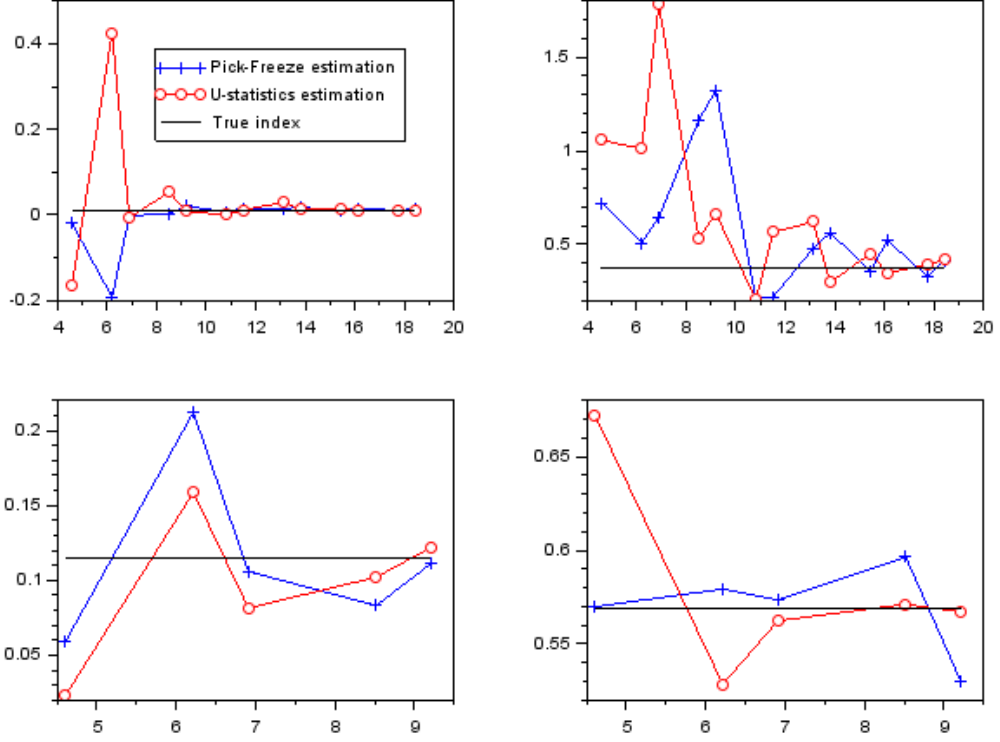 0.4
0.2
0
-0.2
4 6 8 10 12 14 16 18 20
Pick-Freeze estimation
U-statistics estimation
True index
1.5
1
0.5
4 6 8 10 12 14 16 18 20
0.2
0.15
0.1
0.05
5 6 7 8 9
0.65
0.6
0.55
5 6 7 8 9